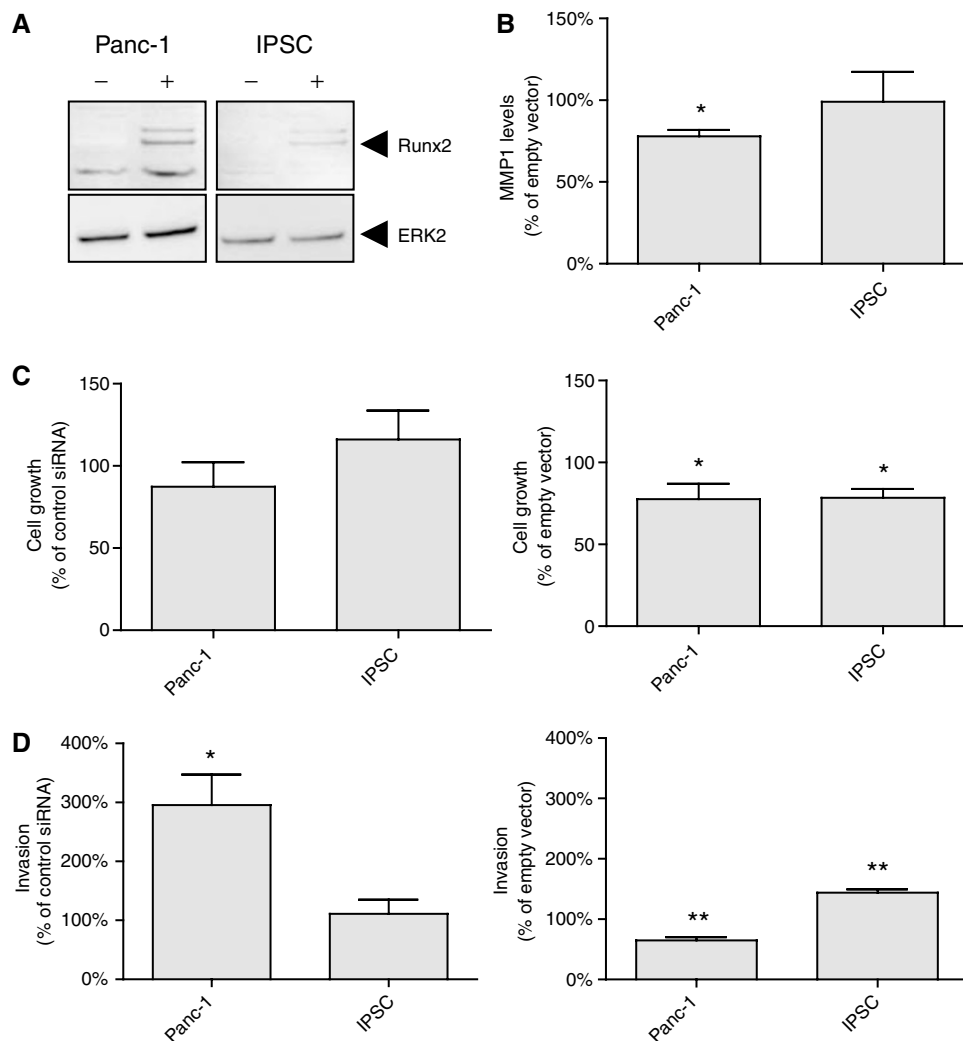 A
Panc-1 IPSC
– + – +
Runx2
ERK2
B
MMP1 levels
(% of empty vector)
150%
100%
50%
0%
*
Panc-1 IPSC
C
Cell growth
(% of control siRNA)
150
100
50
0
Panc-1 IPSC
Cell growth
(% of empty vector)
150
100
50
0
* *
Panc-1 IPSC
D
Invasion
(% of control siRNA)
400%
300%
200%
100%
0%
*
Panc-1 IPSC
Invasion
(% of empty vector)
400%
300%
200%
100%
0%
** **
Panc-1 IPSC